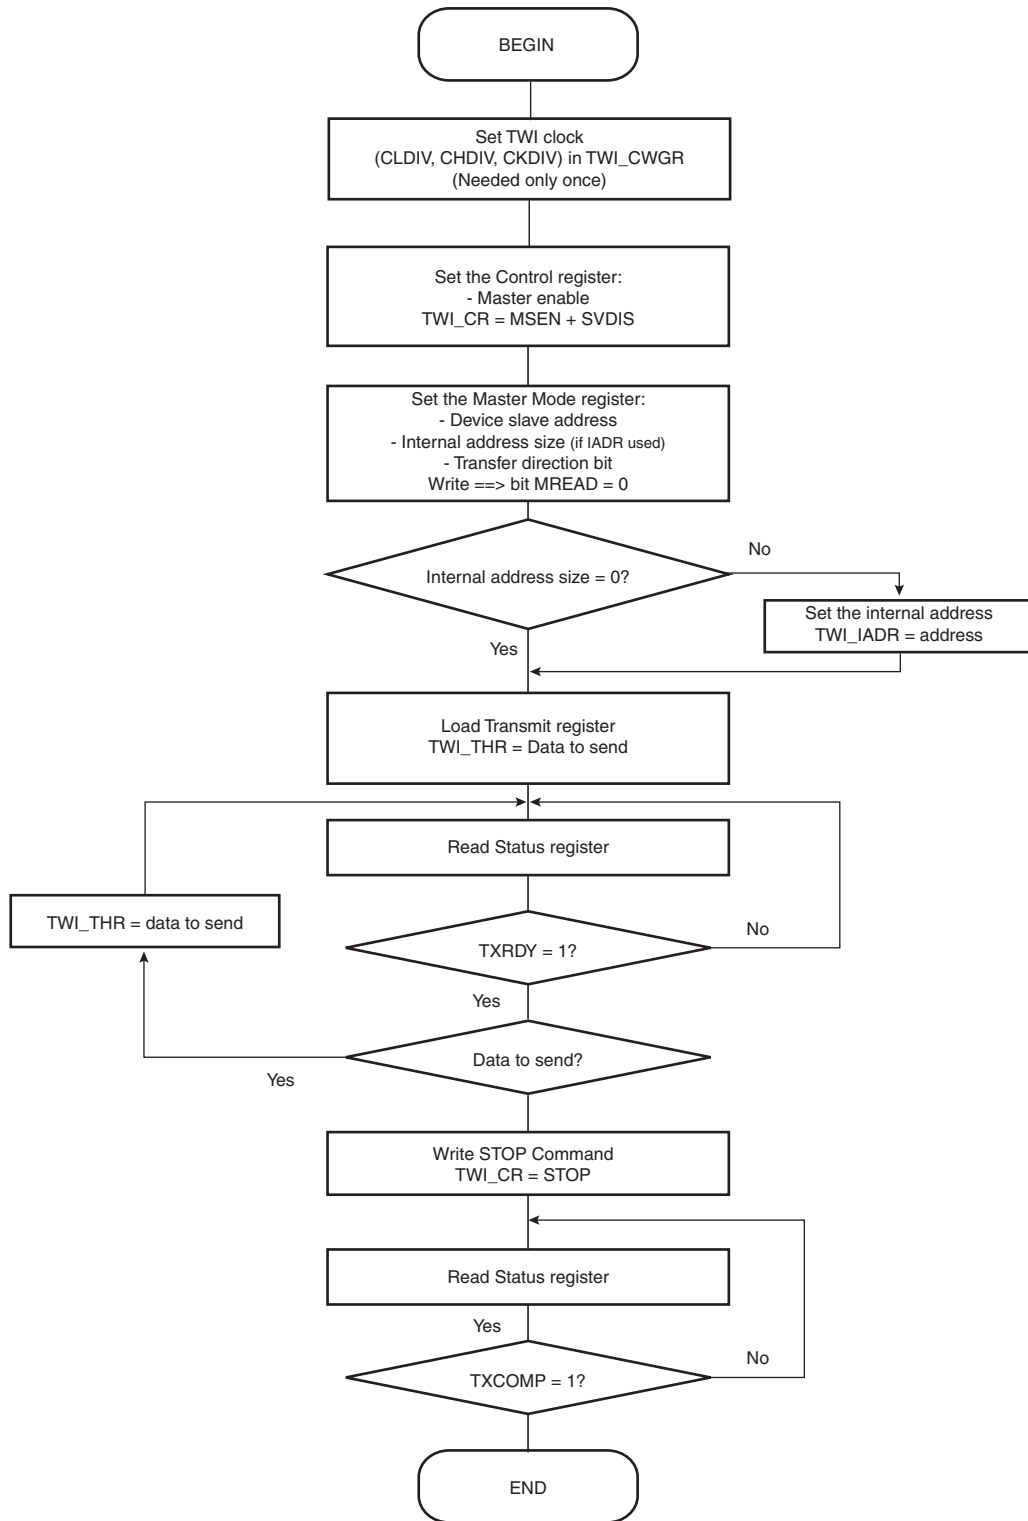 BEGIN
Set TWI clock
(CLDIV, CHDIV, CKDIV) in TWI_CWGR
(Needed only once)
Set the Control register:
- Master enable
TWI_CR = MSEN + SVDIS
Set the Master Mode register:
- Device slave address
- Internal address size (if IADR used)
- Transfer direction bit
Write ==> bit MREAD = 0
No
Internal address size = 0?
Set the internal address
TWI_IADR = address
Yes
Load Transmit register
TWI_THR = Data to send
Read Status register
TWI_THR = data to send
No
TXRDY = 1?
Yes
Data to send?
Yes
Write STOP Command
TWI_CR = STOP
Read Status register
Yes
No
TXCOMP = 1?
END